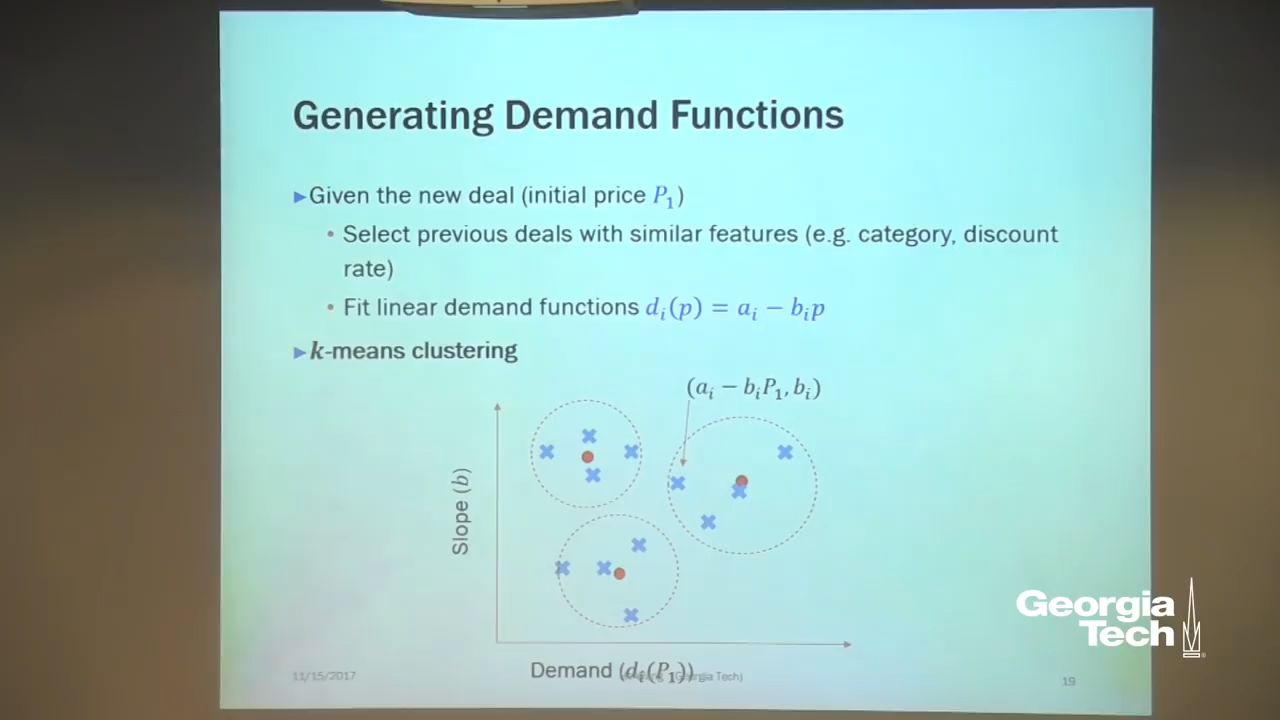 Generating Demand Functions
▸Given the new deal (initial price P₁)
• Select previous deals with similar features (e.g. category, discount
rate)
• Fit linear demand functions dᵢ(p) = aᵢ − bᵢp
▸k-means clustering
(aᵢ − bᵢP₁, bᵢ)
Slope (b)
Demand (dᵢ(P₁))
11/15/2017
Georgia Tech)
19
Georgia
Tech